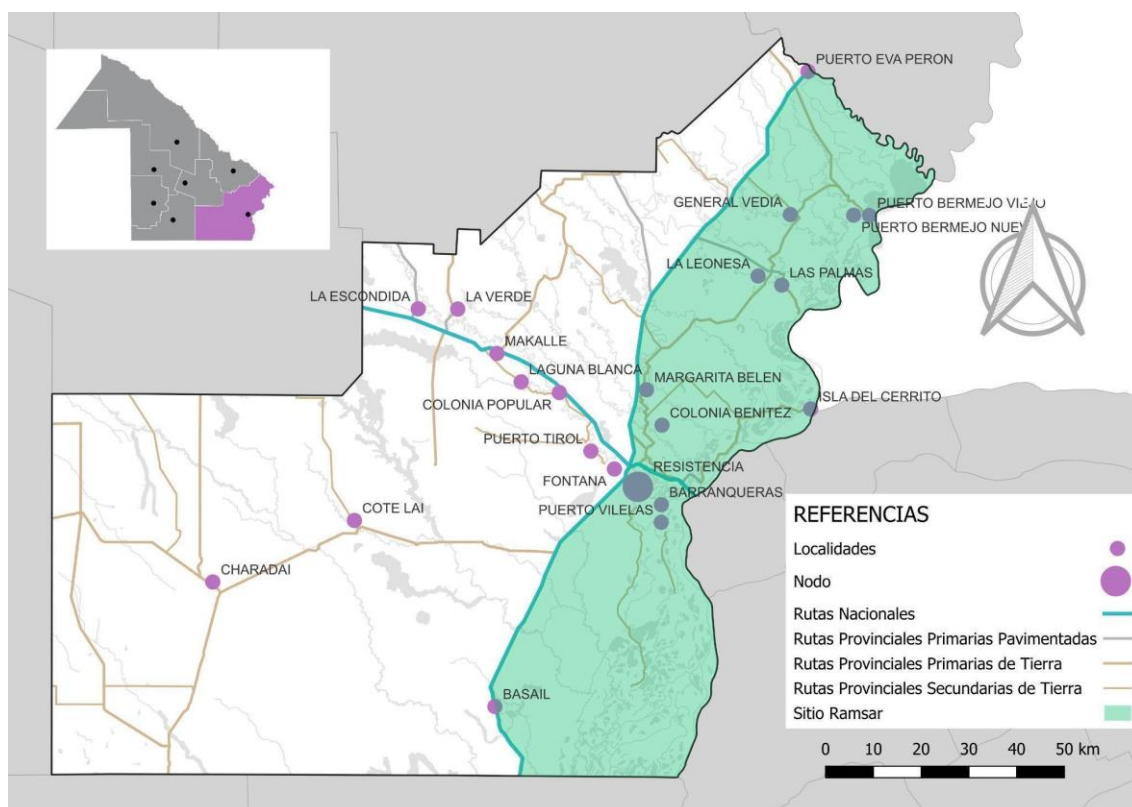 PUERTO EVA PERON
GENERAL VEDIA
PUERTO BERMEJO VIEJO
PUERTO BERMEJO NUEV
LA LEONESA
LAS PALMAS
LA ESCONDIDA
LA VERDE
MAKALLE
LAGUNA BLANCA
MARGARITA BELEN
ISLA DEL CERRITO
COLONIA POPULAR
COLONIA BENITEZ
PUERTO TIROL
RESISTENCIA
FONTANA
BARRANQUERAS
PUERTO VILELAS
COTE LAI
CHARADAI
BASAIL
REFERENCIAS
Localidades
Nodo
Rutas Nacionales
Rutas Provinciales Primarias Pavimentadas
Rutas Provinciales Primarias de Tierra
Rutas Provinciales Secundarias de Tierra
Sitio Ramsar
0 10 20 30 40 50 km